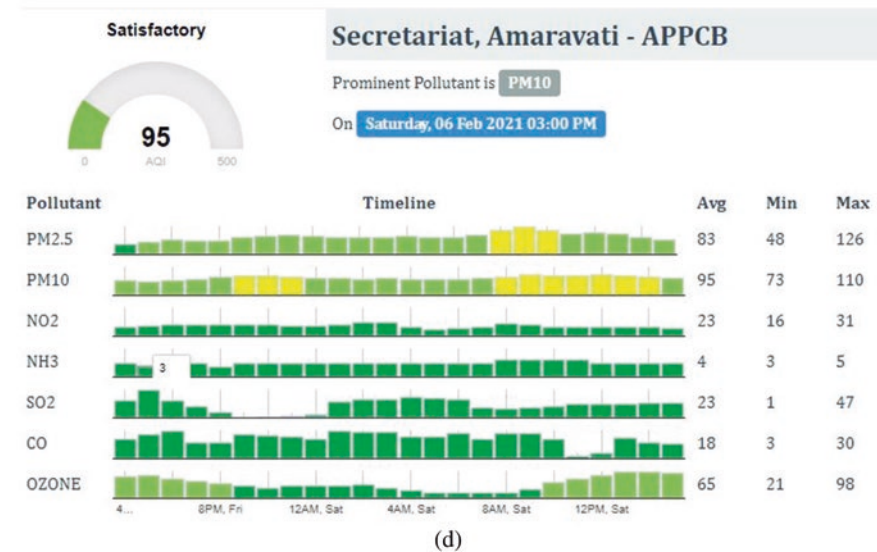 Satisfactory
95
0 AQI 500
Secretariat, Amaravati - APPCB
Prominent Pollutant is PM10
On Saturday, 06 Feb 2021 03:00 PM
Pollutant Timeline Avg Min Max
PM2.5 83 48 126
PM10 95 73 110
NO2 23 16 31
NH3 3 4 3 5
SO2 23 1 47
CO 18 3 30
OZONE 65 21 98
4... 8PM, Fri 12AM, Sat 4AM, Sat 8AM, Sat 12PM, Sat
(d)